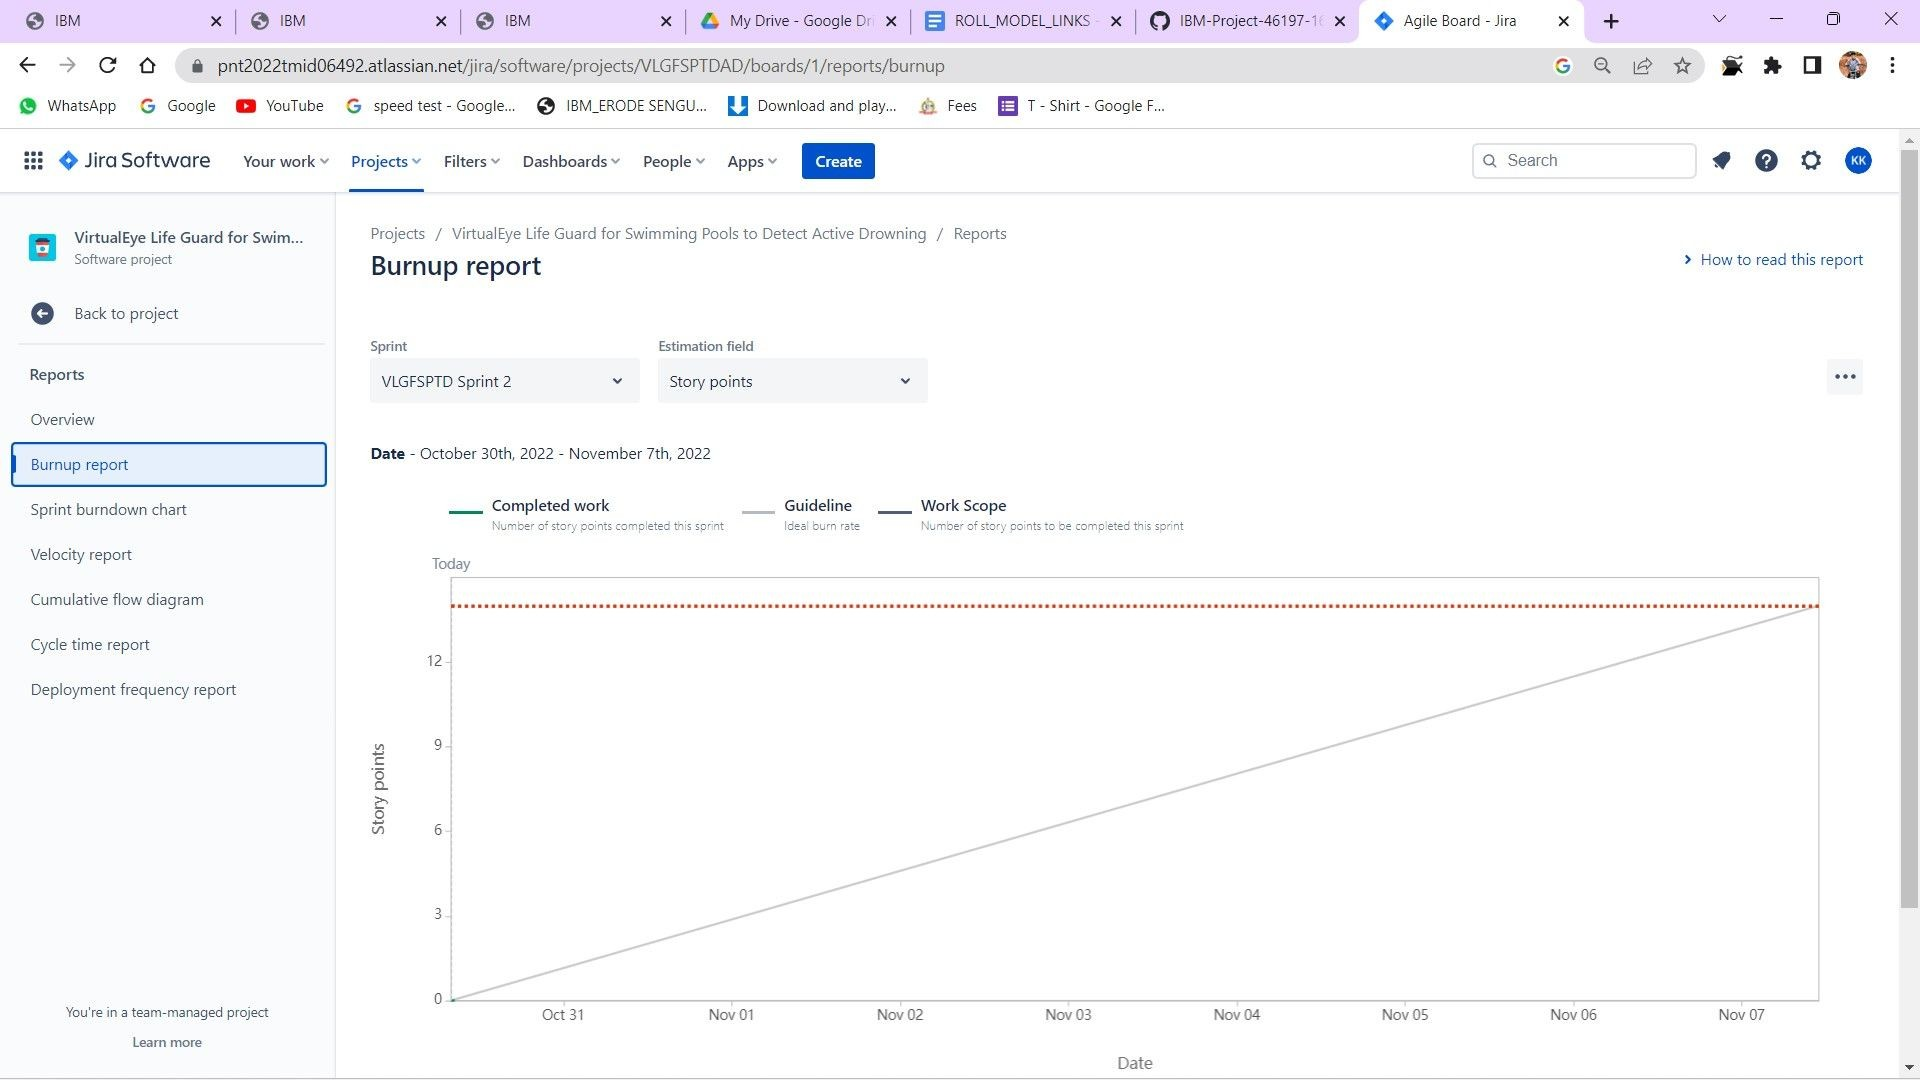 IBM
IBM
IBM
My Drive - Google Dri
ROLL_MODEL_LINKS -
IBM-Project-46197-16
Agile Board - Jira
pnt2022tmid06492.atlassian.net/jira/software/projects/VLGFSPTDAD/boards/1/reports/burnup
WhatsApp
Google
YouTube
speed test - Google...
IBM_ERODE SENGU...
Download and play...
Fees
T - Shirt - Google F...
Jira Software
Your work
Projects
Filters
Dashboards
People
Apps
Create
Search
KK
VirtualEye Life Guard for Swim...
Software project
Back to project
Reports
Overview
Burnup report
Sprint burndown chart
Velocity report
Cumulative flow diagram
Cycle time report
Deployment frequency report
You're in a team-managed project
Learn more
Projects / VirtualEye Life Guard for Swimming Pools to Detect Active Drowning / Reports
Burnup report
How to read this report
Sprint
VLGFSPTD Sprint 2
Estimation field
Story points
Date - October 30th, 2022 - November 7th, 2022
Completed work
Number of story points completed this sprint
Guideline
Ideal burn rate
Work Scope
Number of story points to be completed this sprint
Today
12
9
6
3
0
Story points
Oct 31
Nov 01
Nov 02
Nov 03
Nov 04
Nov 05
Nov 06
Nov 07
Date